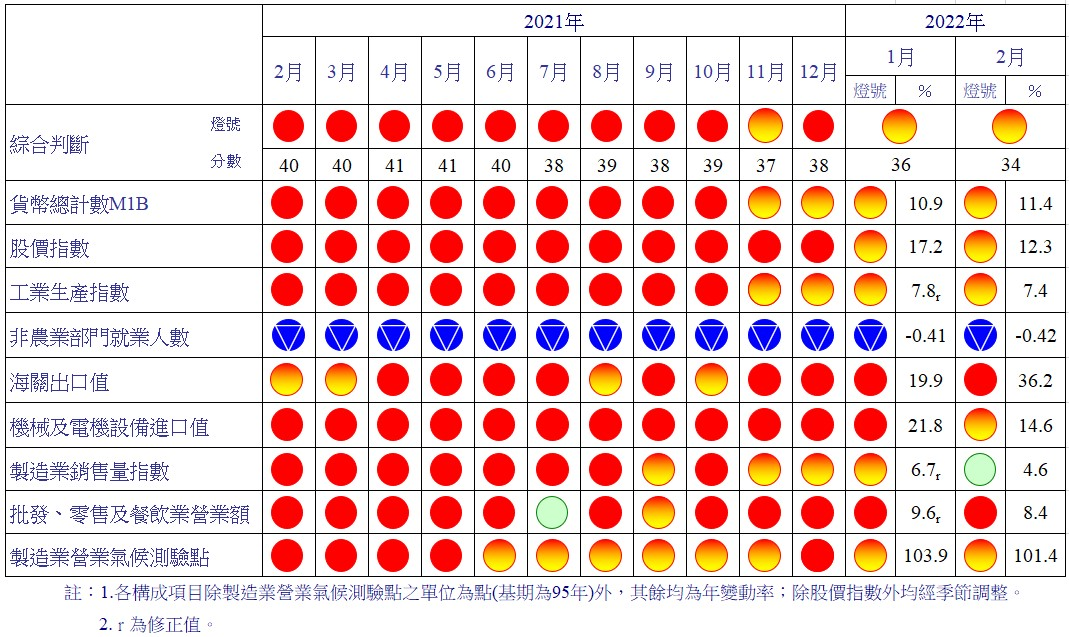 2021年 2022年
2月 3月 4月 5月 6月 7月 8月 9月 10月 11月 12月 1月 2月
燈號 % 燈號 %
綜合判斷 燈號
分數 40 40 41 41 40 38 39 38 39 37 38 36 34
貨幣總計數M1B 10.9 11.4
股價指數 17.2 12.3
工業生產指數 7.8r 7.4
非農業部門就業人數 -0.41 -0.42
海關出口值 19.9 36.2
機械及電機設備進口值 21.8 14.6
製造業銷售量指數 6.7r 4.6
批發、零售及餐飲業營業額 9.6r 8.4
製造業營業氣候測驗點 103.9 101.4
註：1.各構成項目除製造業營業氣候測驗點之單位為點(基期為95年)外，其餘均為年變動率；除股價指數外均經季節調整。
2. r 為修正值。